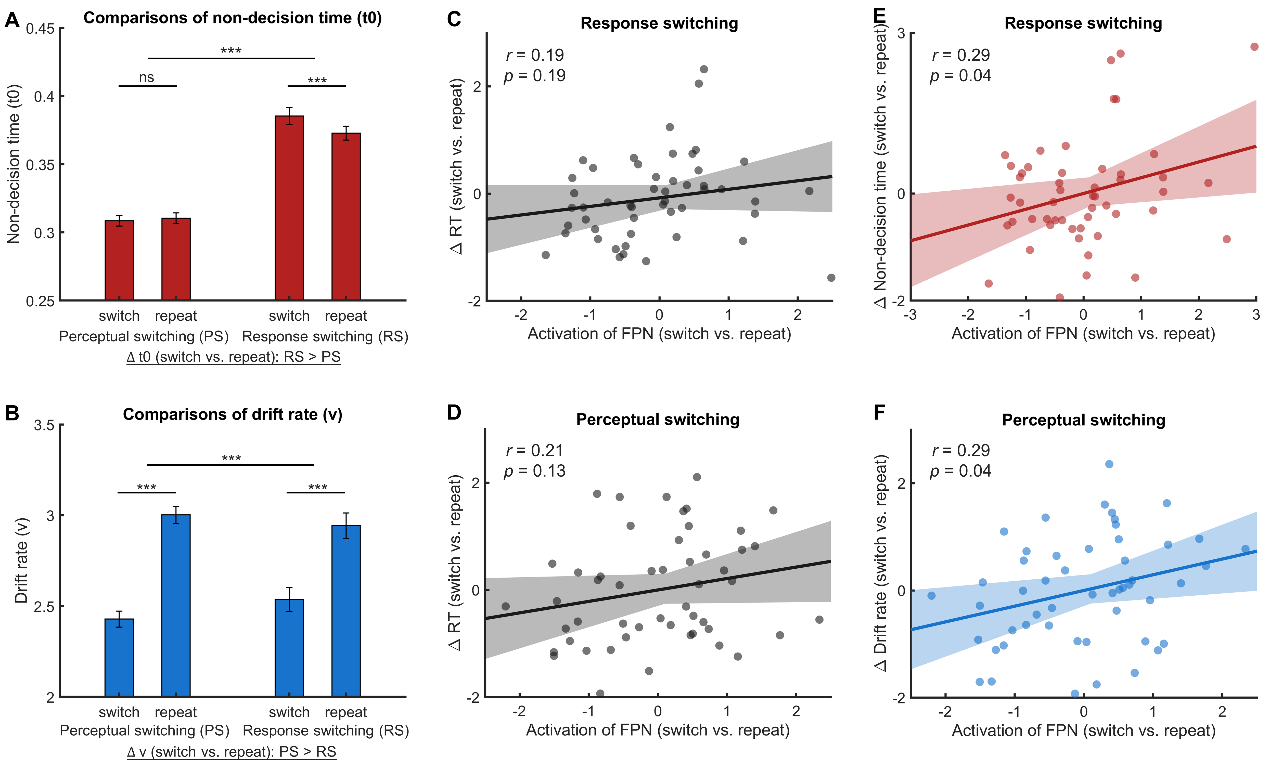 A
Comparisons of non-decision time (t0)
Non-decision time (t0)
0.45
0.4
0.35
0.3
0.25
***
ns
***
switch repeat switch repeat
Perceptual switching (PS) Response switching (RS)
Δ t0 (switch vs. repeat): RS > PS
C
Response switching
r = 0.19
p = 0.19
Δ RT (switch vs. repeat)
2
0
-2
-2 -1 0 1 2
Activation of FPN (switch vs. repeat)
E
Response switching
r = 0.29
p = 0.04
Δ Non-decision time (switch vs. repeat)
3
0
-2
-3 -2 -1 0 1 2 3
Activation of FPN (switch vs. repeat)
B
Comparisons of drift rate (v)
Drift rate (v)
3.5
3
2.5
2
***
***
***
switch repeat switch repeat
Perceptual switching (PS) Response switching (RS)
Δ v (switch vs. repeat): PS > RS
D
Perceptual switching
r = 0.21
p = 0.13
Δ RT (switch vs. repeat)
2
0
-2
-2 -1 0 1 2
Activation of FPN (switch vs. repeat)
F
Perceptual switching
r = 0.29
p = 0.04
Δ Drift rate (switch vs. repeat)
2
0
-2
-2 -1 0 1 2
Activation of FPN (switch vs. repeat)